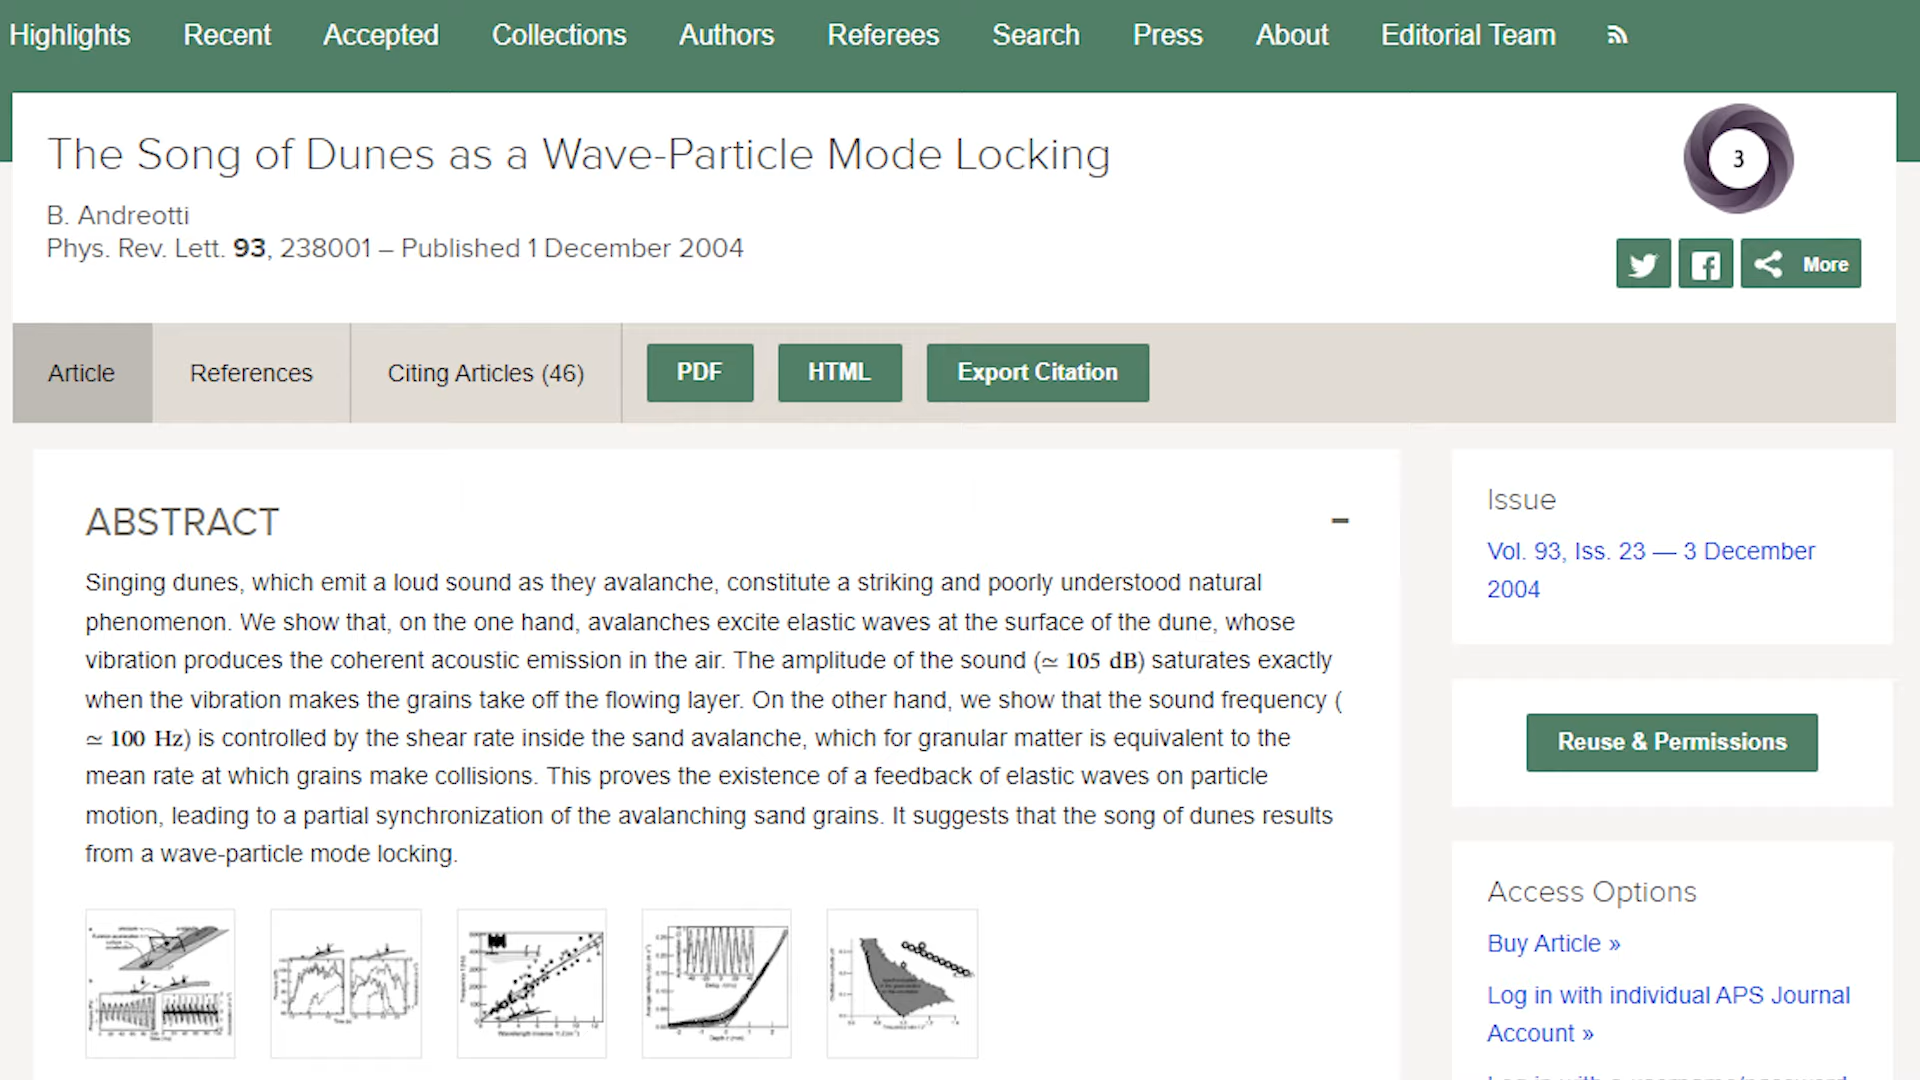 Highlights Recent Accepted Collections Authors Referees Search Press About Editorial Team
The Song of Dunes as a Wave-Particle Mode Locking
3
B. Andreotti
Phys. Rev. Lett. 93, 238001 – Published 1 December 2004
More
Article References Citing Articles (46) PDF HTML Export Citation
ABSTRACT
Singing dunes, which emit a loud sound as they avalanche, constitute a striking and poorly understood natural
phenomenon. We show that, on the one hand, avalanches excite elastic waves at the surface of the dune, whose
vibration produces the coherent acoustic emission in the air. The amplitude of the sound (≃ 105 dB) saturates exactly
when the vibration makes the grains take off the flowing layer. On the other hand, we show that the sound frequency (
≃ 100 Hz) is controlled by the shear rate inside the sand avalanche, which for granular matter is equivalent to the
mean rate at which grains make collisions. This proves the existence of a feedback of elastic waves on particle
motion, leading to a partial synchronization of the avalanching sand grains. It suggests that the song of dunes results
from a wave-particle mode locking.
Issue
Vol. 93, Iss. 23 — 3 December
2004
Reuse & Permissions
Access Options
Buy Article »
Log in with individual APS Journal
Account »